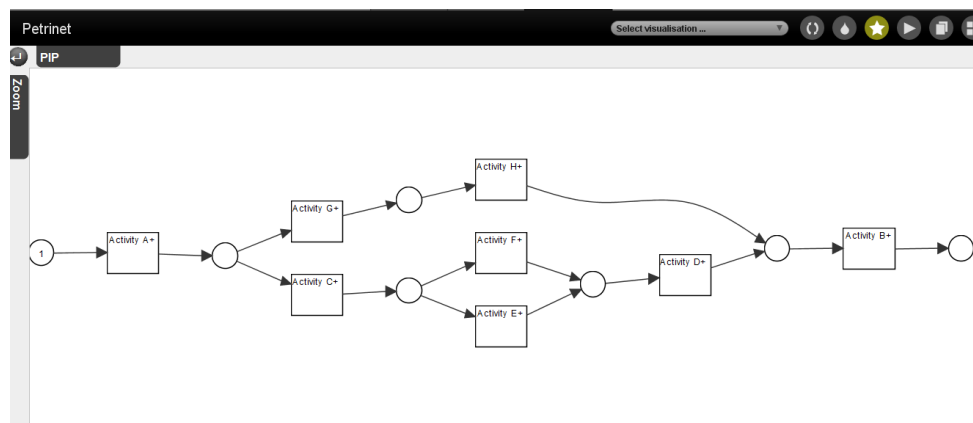 Petrinet
Select visualisation ...
PIP
Zoom
Activity H+
Activity G+
Activity A+
Activity F+
Activity B+
1
Activity D+
Activity C+
Activity E+